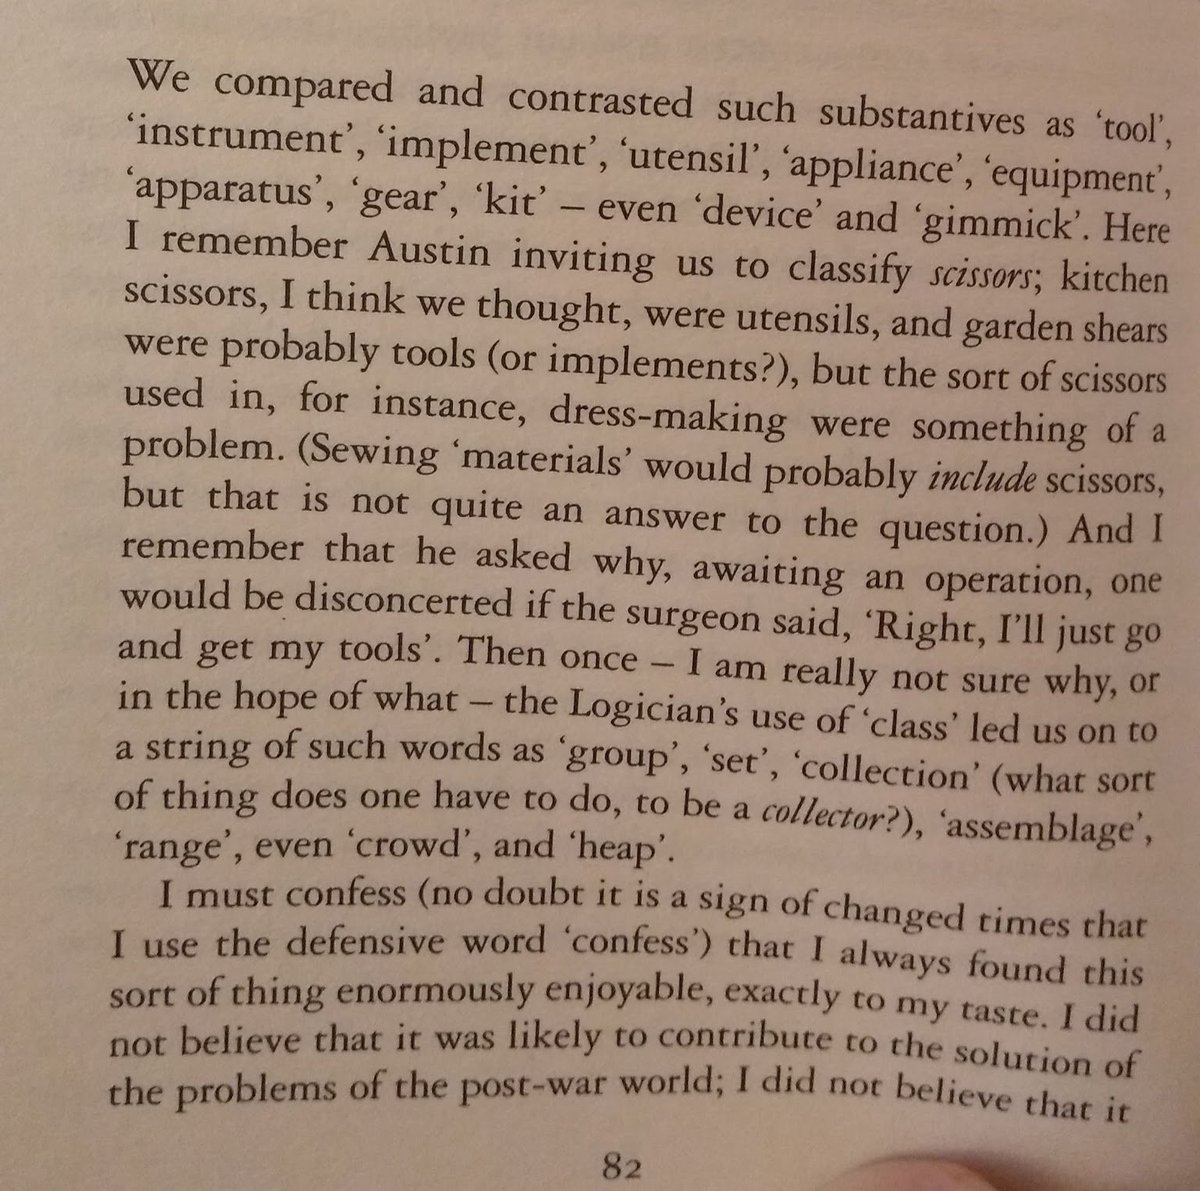 We compared and contrasted such substantives as ‘tool’,
‘instrument’, ‘implement’, ‘utensil’, ‘appliance’, ‘equipment’,
‘apparatus’, ‘gear’, ‘kit’ – even ‘device’ and ‘gimmick’. Here
I remember Austin inviting us to classify scissors; kitchen
scissors, I think we thought, were utensils, and garden shears
were probably tools (or implements?), but the sort of scissors
used in, for instance, dress-making were something of a
problem. (Sewing ‘materials’ would probably include scissors,
but that is not quite an answer to the question.) And I
remember that he asked why, awaiting an operation, one
would be disconcerted if the surgeon said, ‘Right, I’ll just go
and get my tools’. Then once – I am really not sure why, or
in the hope of what – the Logician’s use of ‘class’ led us on to
a string of such words as ‘group’, ‘set’, ‘collection’ (what sort
of thing does one have to do, to be a collector?), ‘assemblage’,
‘range’, even ‘crowd’, and ‘heap’.
I must confess (no doubt it is a sign of changed times that
I use the defensive word ‘confess’) that I always found this
sort of thing enormously enjoyable, exactly to my taste. I did
not believe that it was likely to contribute to the solution of
the problems of the post-war world; I did not believe that it
82